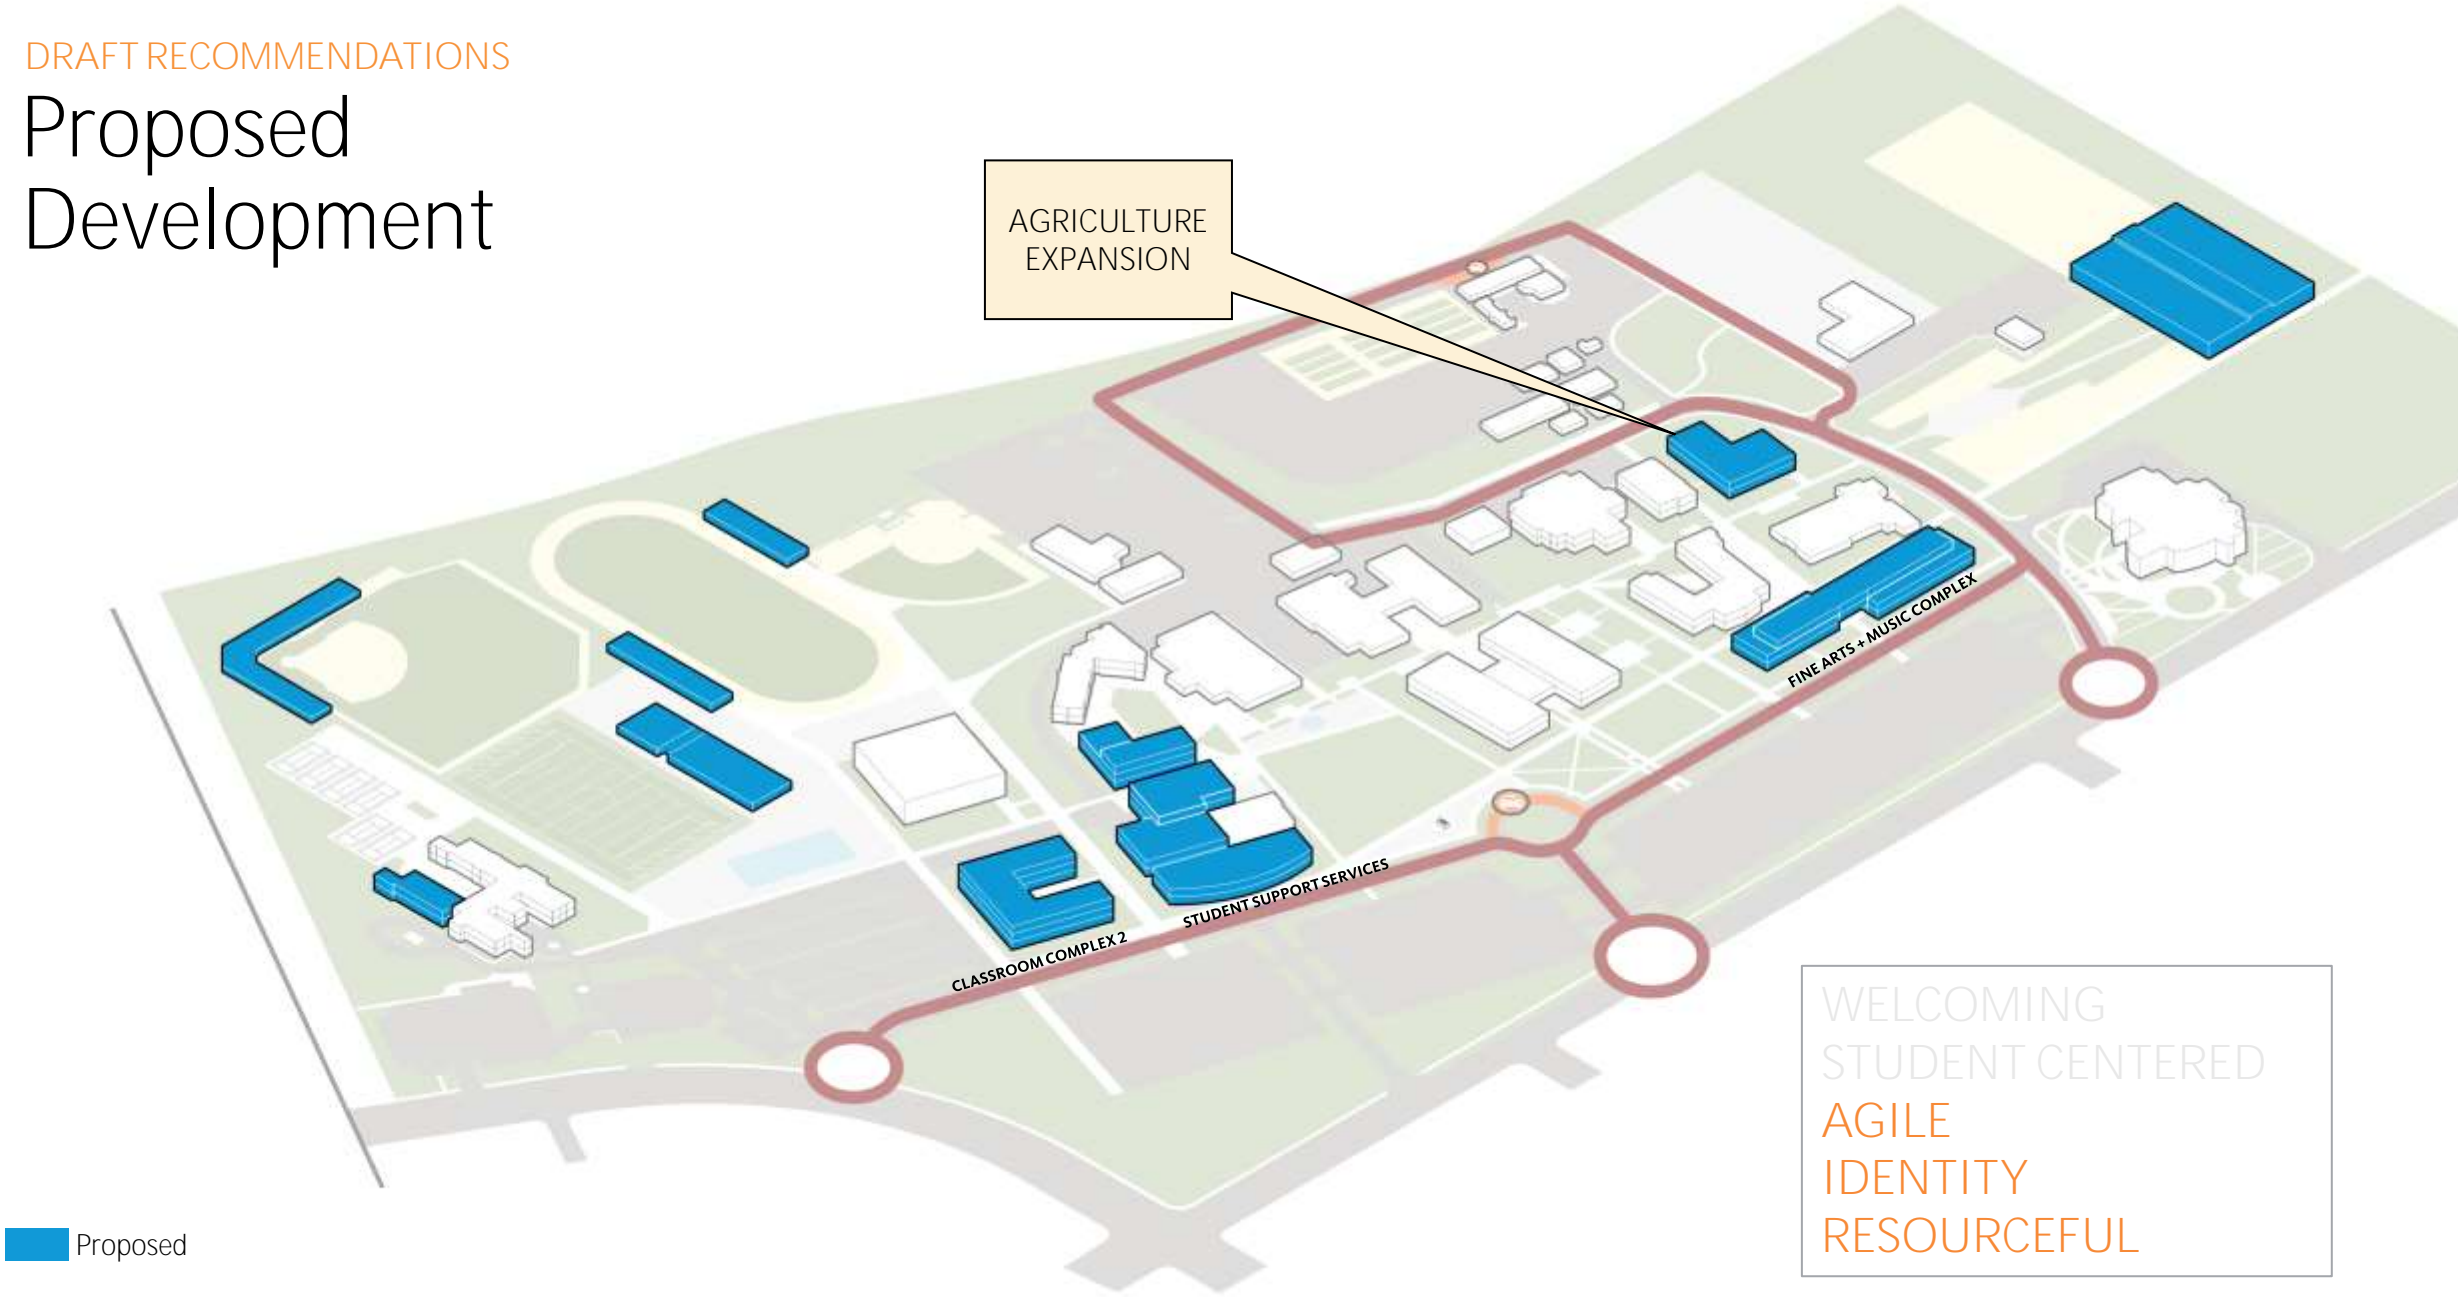 DRAFT RECOMMENDATIONS
Proposed
Development
AGRICULTURE
EXPANSION
FINE ARTS + MUSIC COMPLEX
STUDENT SUPPORT SERVICES
CLASSROOM COMPLEX 2
WELCOMING
STUDENT CENTERED
AGILE
IDENTITY
RESOURCEFUL
Proposed